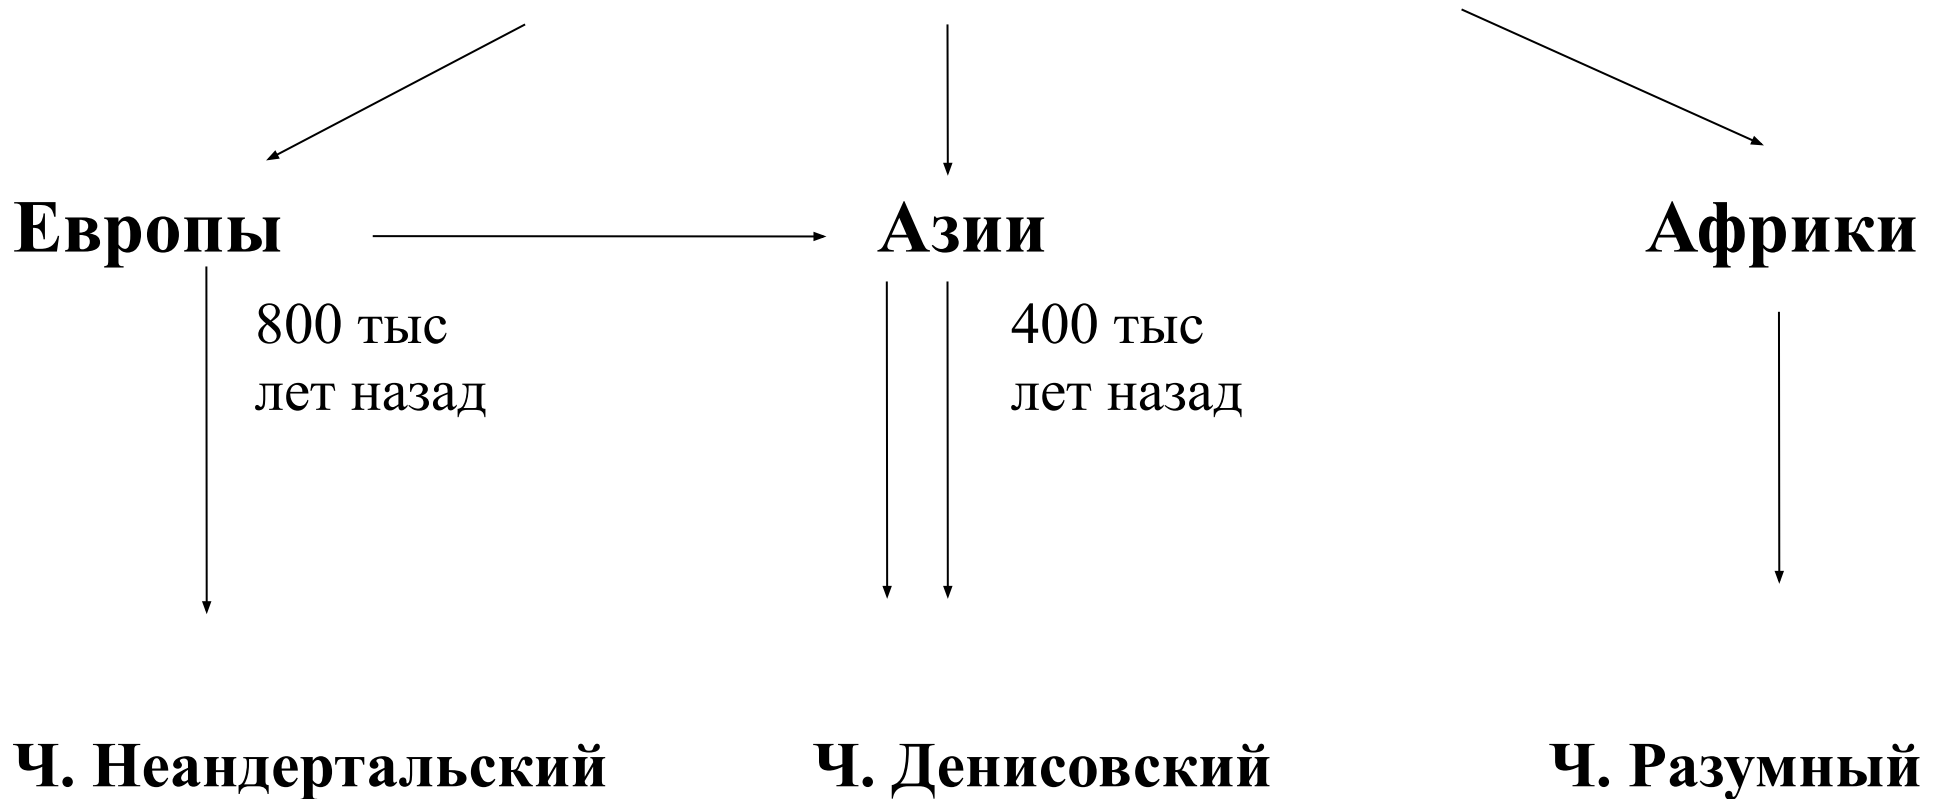 Европы Азии Африки
800 тыс 400 тыс
лет назад лет назад
Ч. Неандертальский Ч. Денисовский Ч. Разумный